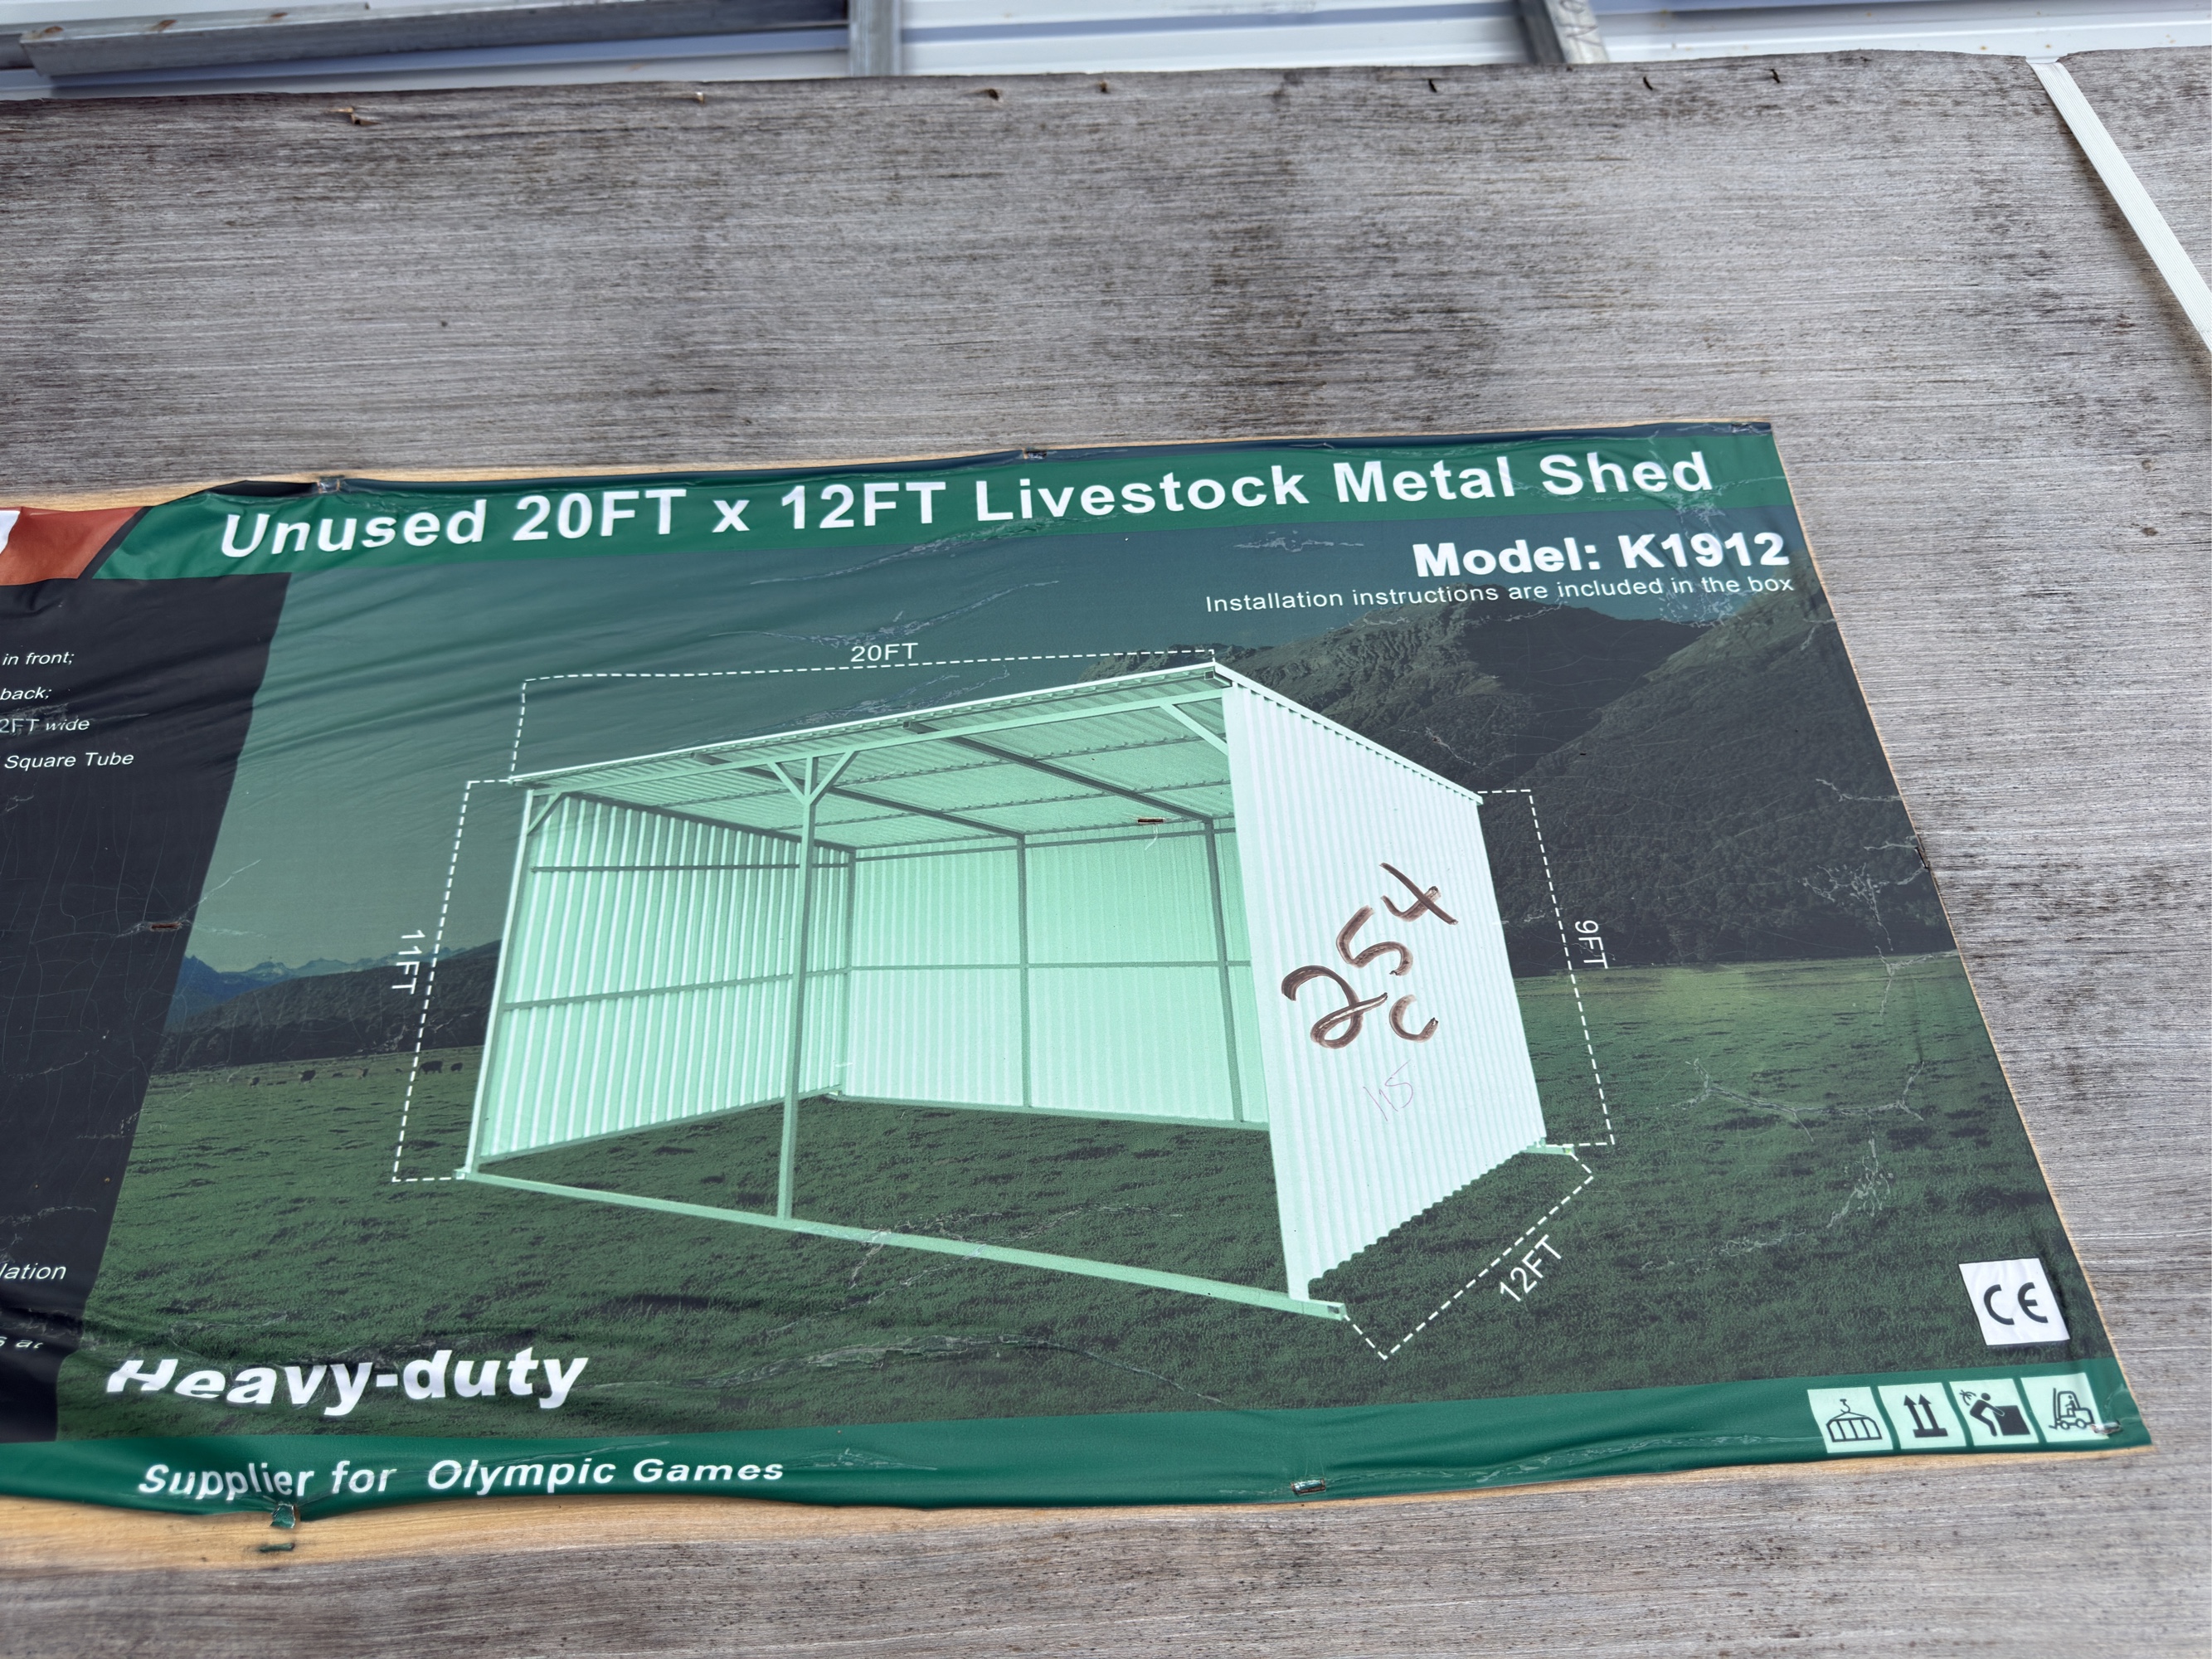 Unused 20FT x 12FT Livestock Metal Shed
Model: K1912
Installation instructions are included in the box
in front;
back;
2FT wide
Square Tube
20FT
11FT
9FT
12FT
254
C
lation
Heavy-duty
CE
Supplier for Olympic Games